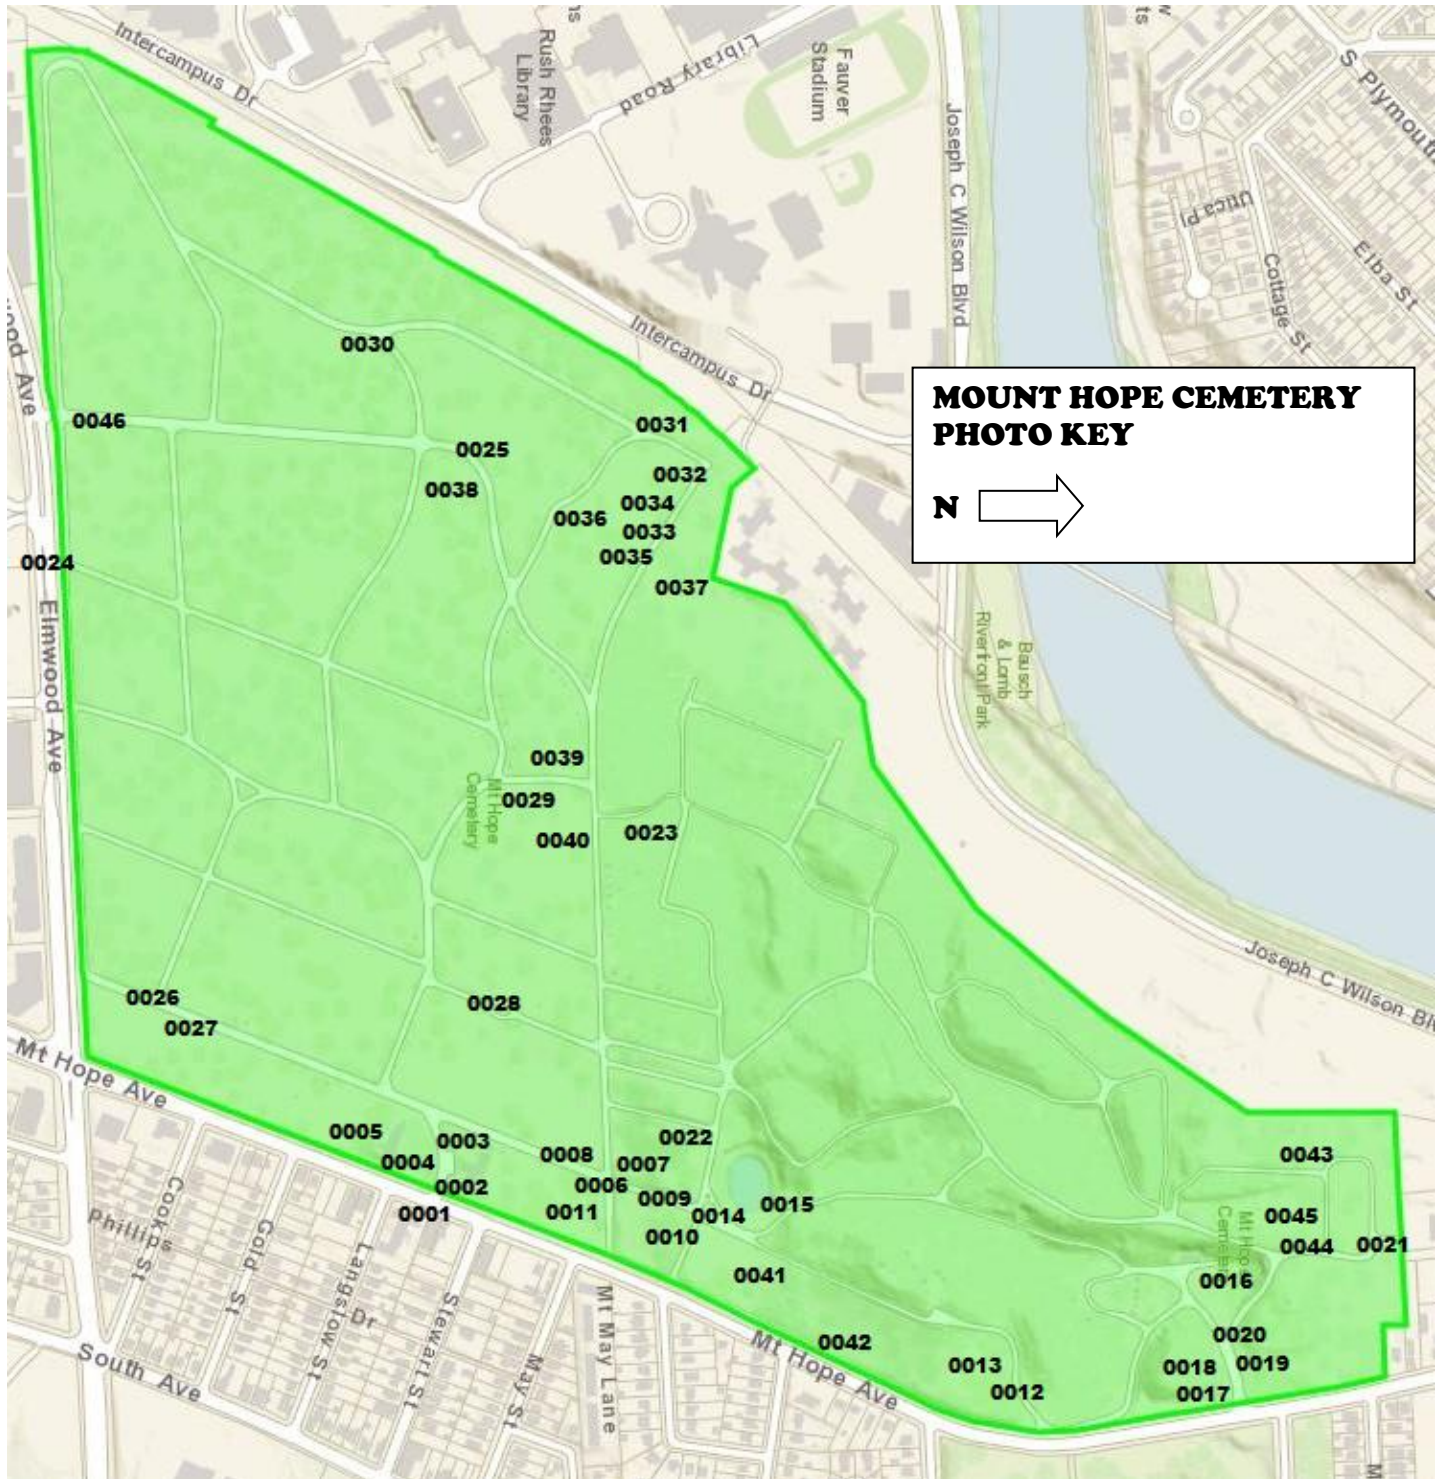 Intercampus Dr
Rush Rhees
Library
Library Road
Fauver
Stadium
Joseph C Wilson Blvd
S Plymouth
Utica Pl
Cottage St
Elba St
Intercampus Dr
MOUNT HOPE CEMETERY
PHOTO KEY
N
0030
0046
0025
0038
0031
0032
0034
0036
0033
0035
0037
0024
Elmwood Ave
Bausch
& Lomb
Riverfront Park
0039
Mt Hope
Cemetery
0029
0040
0023
Joseph C Wilson Blv
0026
0027
0028
Mt Hope Ave
0005
0003
0004
0002
0001
0008
0022
0007
0006
0009
0011
0014
0015
0010
0041
0042
0043
0045
0044
0021
Mt Hope
Cemetery
0016
0020
0018
0019
0013
0012
0017
Cook St
Phillips
Gold St
Langslow St
Dr
Stewart St
May St
Mt May Lane
Mt Hope Ave
South Ave